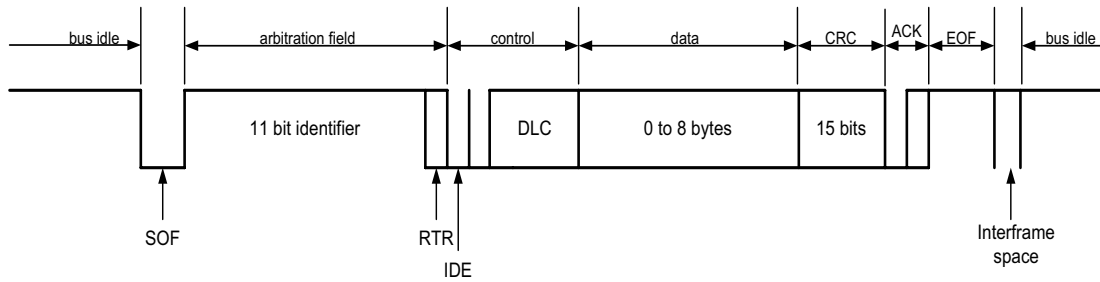 bus idle
arbitration field
control
data
CRC
ACK
EOF
bus idle
11 bit identifier
DLC
0 to 8 bytes
15 bits
SOF
RTR
IDE
Interframe
space